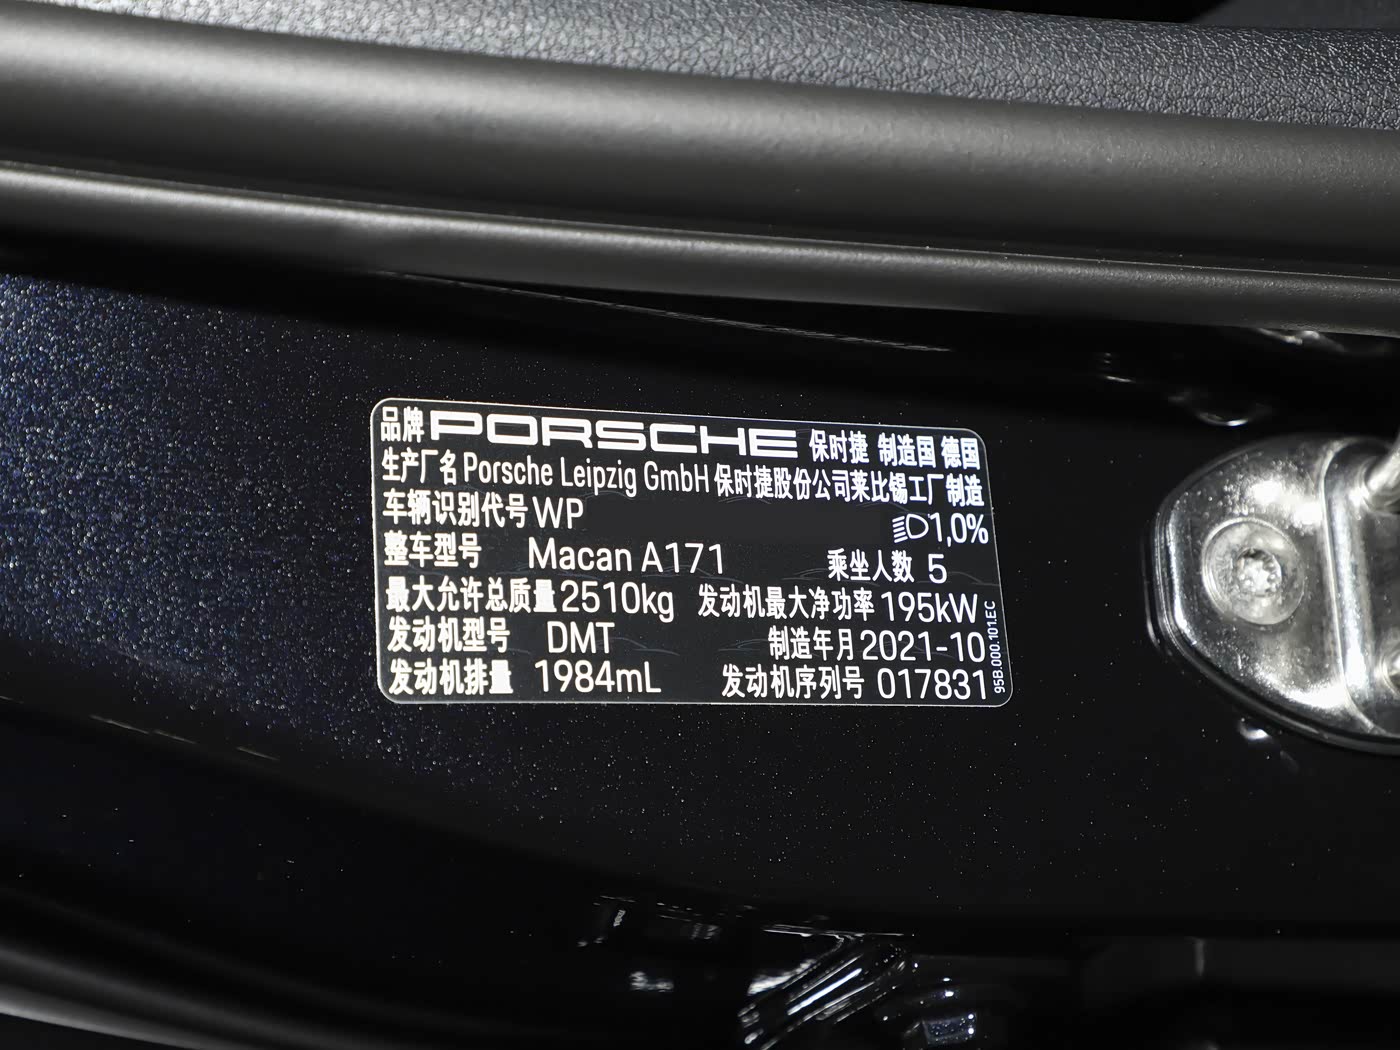 品牌 PORSCHE 保时捷 制造国 德国
生产厂名 Porsche Leipzig GmbH 保时捷股份公司莱比锡工厂制造
车辆识别代号 WP 1,0%
整车型号 Macan A171 乘坐人数 5
最大允许总质量 2510kg 发动机最大净功率 195kW
发动机型号 DMT 制造年月 2021-10
发动机排量 1984mL 发动机序列号 017831
95B.000.101.EC